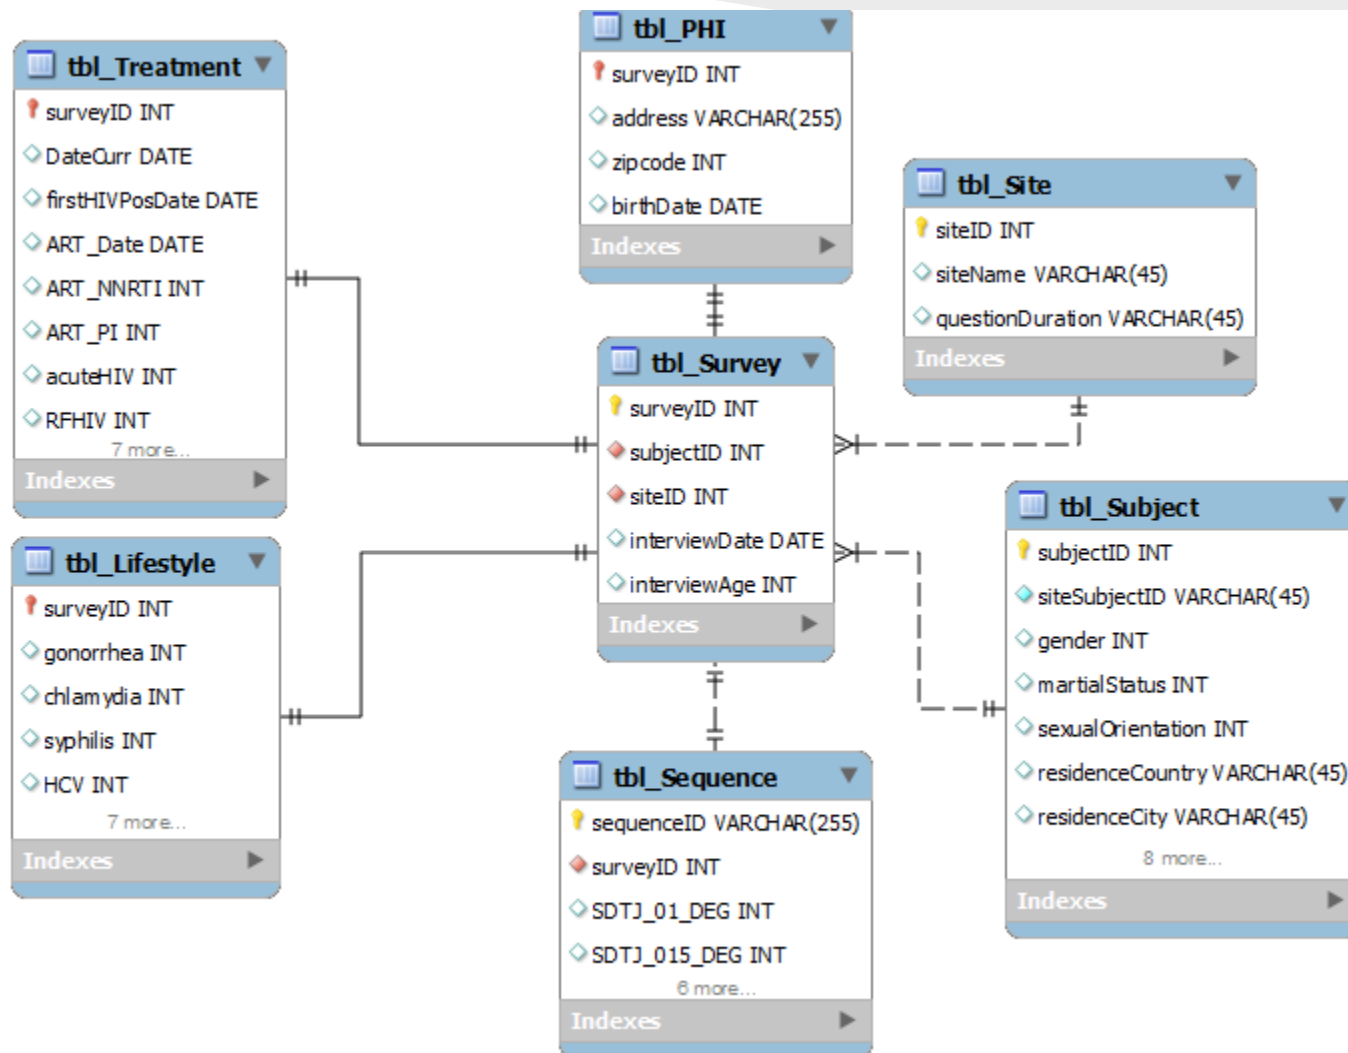 tbl_Treatment
surveyID INT
DateCurr DATE
firstHIVPosDate DATE
ART_Date DATE
ART_NNRTI INT
ART_PI INT
acuteHIV INT
RFHIV INT
7 more...
Indexes
tbl_PHI
surveyID INT
address VARCHAR(255)
zipcode INT
birthDate DATE
Indexes
tbl_Site
siteID INT
siteName VARCHAR(45)
questionDuration VARCHAR(45)
Indexes
tbl_Survey
surveyID INT
subjectID INT
siteID INT
interviewDate DATE
interviewAge INT
Indexes
tbl_Lifestyle
surveyID INT
gonorrhea INT
chlamydia INT
syphilis INT
HCV INT
7 more...
Indexes
tbl_Subject
subjectID INT
siteSubjectID VARCHAR(45)
gender INT
martialStatus INT
sexualOrientation INT
residenceCountry VARCHAR(45)
residenceCity VARCHAR(45)
8 more...
Indexes
tbl_Sequence
sequenceID VARCHAR(255)
surveyID INT
SDTJ_01_DEG INT
SDTJ_015_DEG INT
6 more...
Indexes